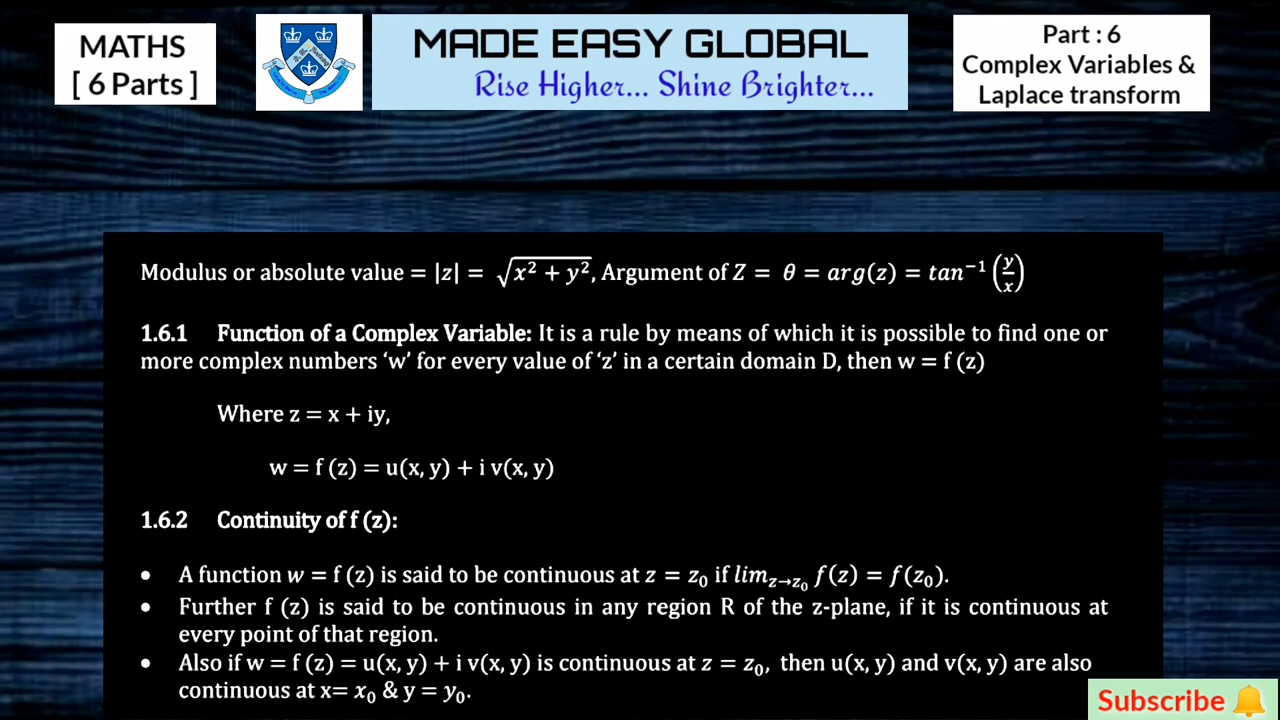 MATHS
[ 6 Parts ]
MADE EASY GLOBAL
Rise Higher... Shine Brighter...
Part : 6
Complex Variables &
Laplace transform
Modulus or absolute value = |z| = √(x² + y²), Argument of Z = θ = arg(z) = tan⁻¹ (y/x)
1.6.1 Function of a Complex Variable: It is a rule by means of which it is possible to find one or
more complex numbers ‘w’ for every value of ‘z’ in a certain domain D, then w = f (z)
Where z = x + iy,
w = f (z) = u(x, y) + i v(x, y)
1.6.2 Continuity of f (z):
• A function w = f (z) is said to be continuous at z = z₀ if lim_{z→z₀} f(z) = f(z₀).
• Further f (z) is said to be continuous in any region R of the z-plane, if it is continuous at
every point of that region.
• Also if w = f (z) = u(x, y) + i v(x, y) is continuous at z = z₀, then u(x, y) and v(x, y) are also
continuous at x= x₀ & y = y₀.
Subscribe